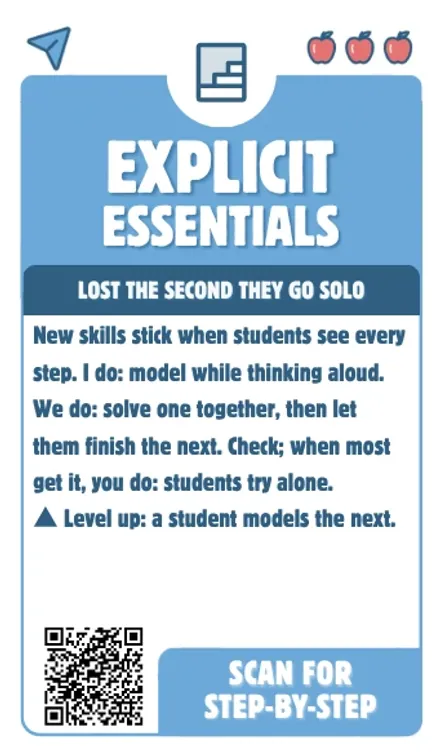 EXPLICIT
ESSENTIALS
LOST THE SECOND THEY GO SOLO
New skills stick when students see every
step. I do: model while thinking aloud.
We do: solve one together, then let
them finish the next. Check; when most
get it, you do: students try alone.
▲ Level up: a student models the next.
SCAN FOR
STEP-BY-STEP